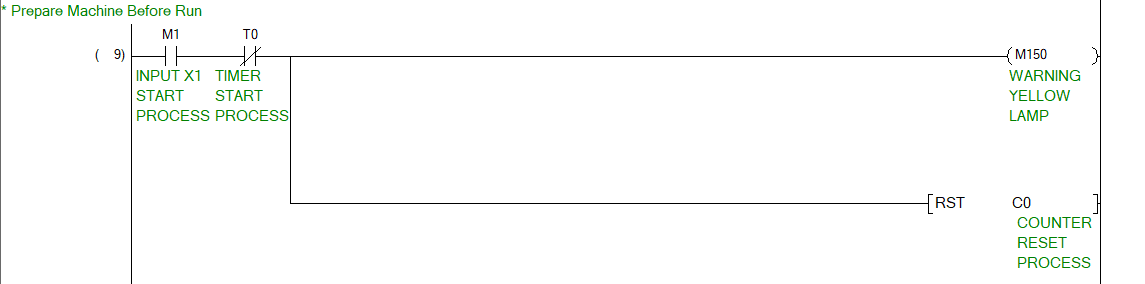 * Prepare Machine Before Run
M1 T0
( 9) (M150 )
INPUT X1 TIMER WARNING
START START YELLOW
PROCESS PROCESS LAMP
[RST C0 ]
COUNTER
RESET
PROCESS